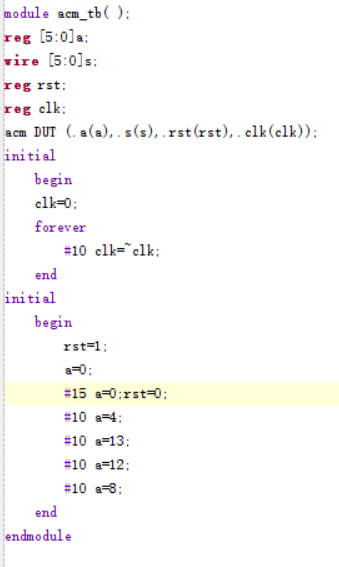 module acm_tb( );
reg [5:0]a;
wire [5:0]s;
reg rst;
reg clk;
acm DUT (.a(a),.s(s),.rst(rst),.clk(clk));
initial
begin
clk=0;
forever
#10 clk=~clk;
end
initial
begin
rst=1;
a=0;
#15 a=0;rst=0;
#10 a=4;
#10 a=13;
#10 a=12;
#10 a=8;
end
endmodule